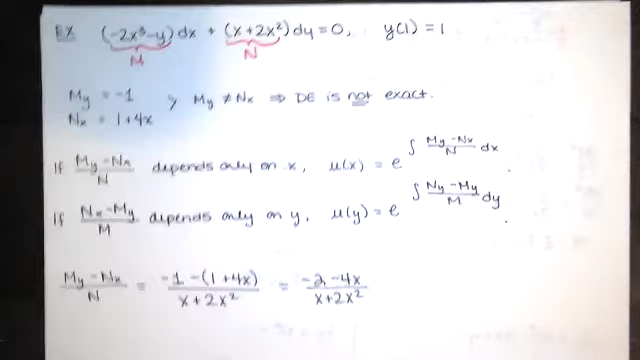 EX (-2x³-y)dx + (x+2x²)dy=0, y(1)=1
M N
My = -1
Nx = 1+4x > My ≠ Nx ⇒ DE is not exact.
If My-Nx/N depends only on x, u(x) = e^∫ My-Nx/N dx.
If Nx-My/M depends only on y, u(y) = e^∫ Ny-My/M dy.
My-Nx/N = -1-(1+4x)/x+2x² = -2-4x/x+2x²